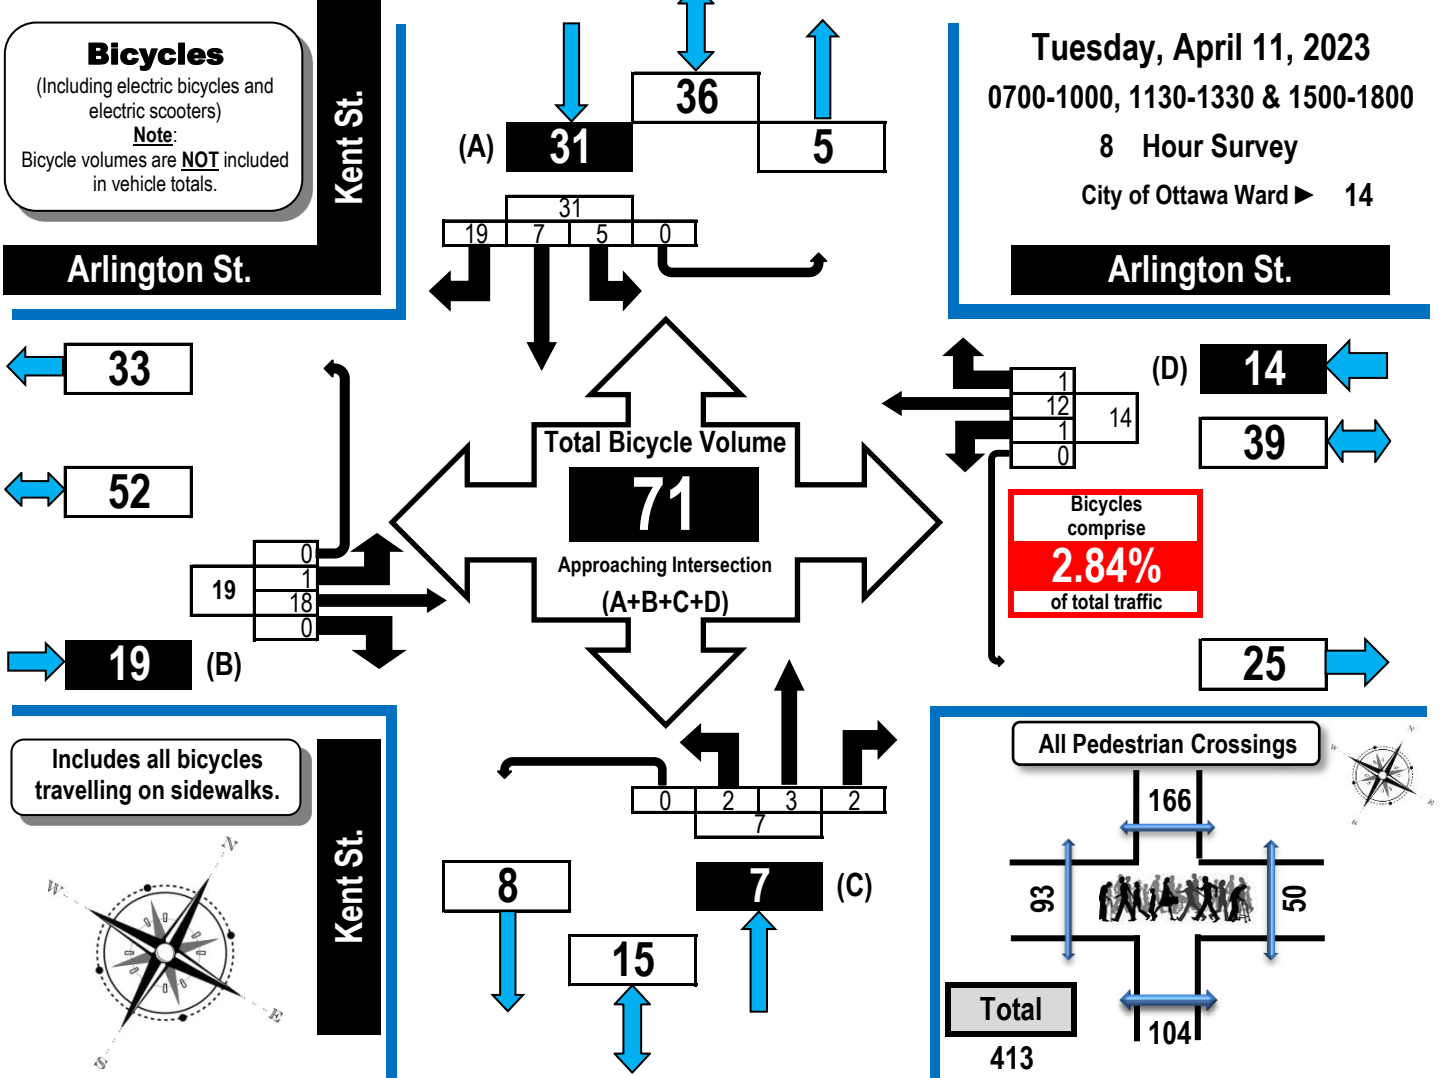 Bicycles
(Including electric bicycles and
electric scooters)
Note:
Bicycle volumes are NOT included
in vehicle totals.
Kent St.
Arlington St.
36
(A) 31
5
31
19 7 5 0
Tuesday, April 11, 2023
0700-1000, 1130-1330 & 1500-1800
8 Hour Survey
City of Ottawa Ward ► 14
Arlington St.
33
52
0
1
18
0
19
19 (B)
Total Bicycle Volume
71
Approaching Intersection
(A+B+C+D)
1
12
1
0
14
(D) 14
39
Bicycles
comprise
2.84%
of total traffic
25
Includes all bicycles
travelling on sidewalks.
Kent St.
N
W
E
S
0 2 3 2
7
8
7 (C)
15
All Pedestrian Crossings
N
W
E
S
166
93
50
104
Total
413